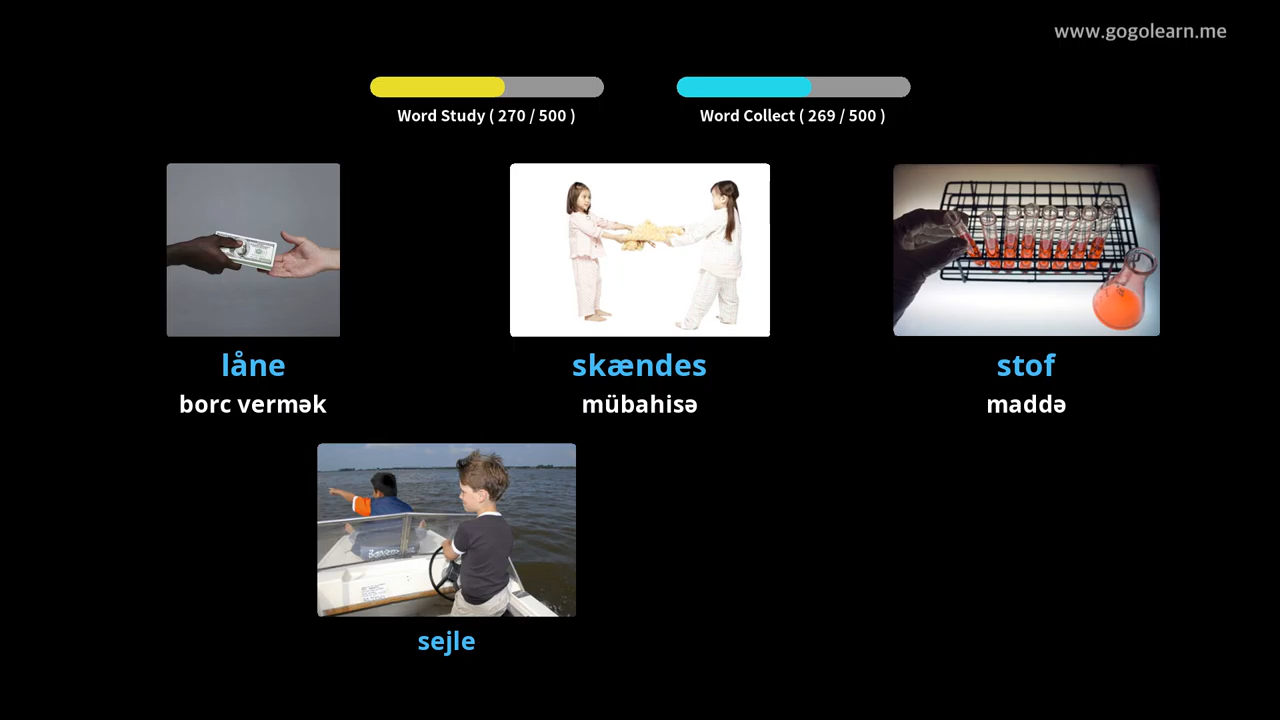 www.gogolearn.me
Word Study ( 270 / 500 )
Word Collect ( 269 / 500 )
låne
borc vermək
skændes
mübahisə
stof
maddə
sejle